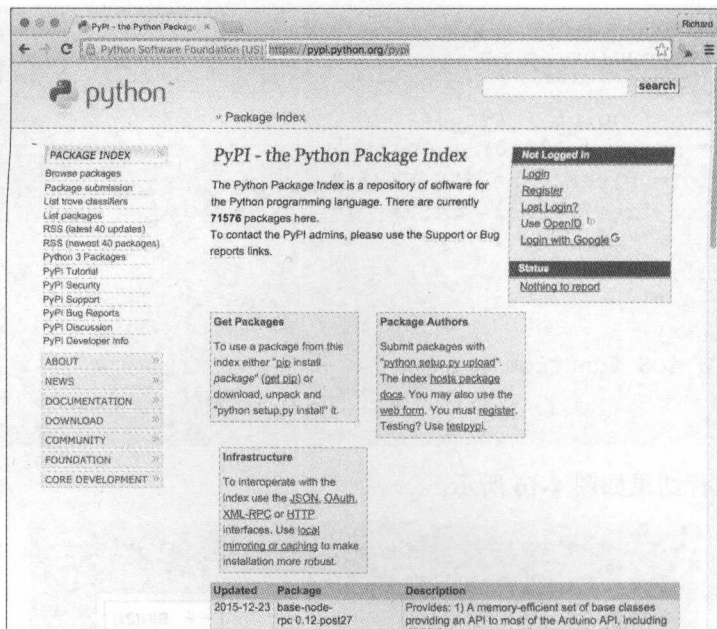 PyPI - the Python Package
Richard
Python Software Foundation [US] https://pypi.python.org/pypi
python™
search
» Package Index
PACKAGE INDEX »
Browse packages
Package submission
List trove classifiers
List packages
RSS (latest 40 updates)
RSS (newest 40 packages)
Python 3 Packages
PyPI Tutorial
PyPI Security
PyPI Support
PyPI Bug Reports
PyPI Discussion
PyPI Developer Info
ABOUT »
NEWS »
DOCUMENTATION »
DOWNLOAD »
COMMUNITY »
FOUNDATION »
CORE DEVELOPMENT »
PyPI - the Python Package Index
The Python Package Index is a repository of software for
the Python programming language. There are currently
71576 packages here.
To contact the PyPI admins, please use the Support or Bug
reports links.
Not Logged In
Login
Register
Lost Login?
Use OpenID
Login with Google G
Status
Nothing to report
Get Packages
To use a package from this
index either "pip install
package" (get pip) or
download, unpack and
"python setup.py install" it.
Package Authors
Submit packages with
"python setup.py upload".
The index hosts package
docs. You may also use the
web form. You must register.
Testing? Use testpypi.
Infrastructure
To interoperate with the
index use the JSON, OAuth,
XML-RPC or HTTP
interfaces. Use local
mirroring or caching to make
installation more robust.
Updated Package Description
2015-12-23 base-node- Provides: 1) A memory-efficient set of base classes
rpc 0.12.post27 providing an API to most of the Arduino API, including